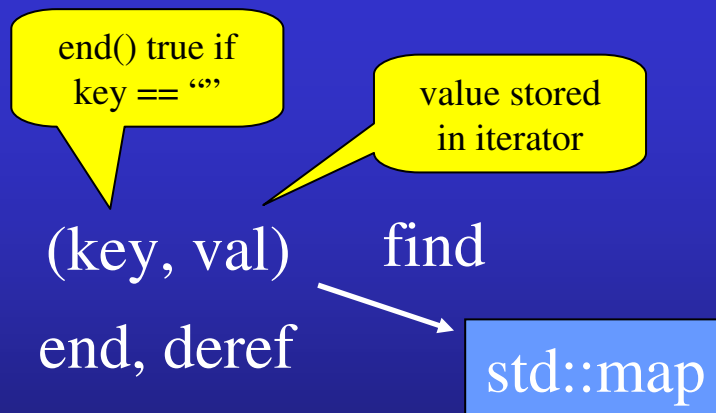 end() true if
key == “”
value stored
in iterator
(key, val)
find
end, deref
std::map